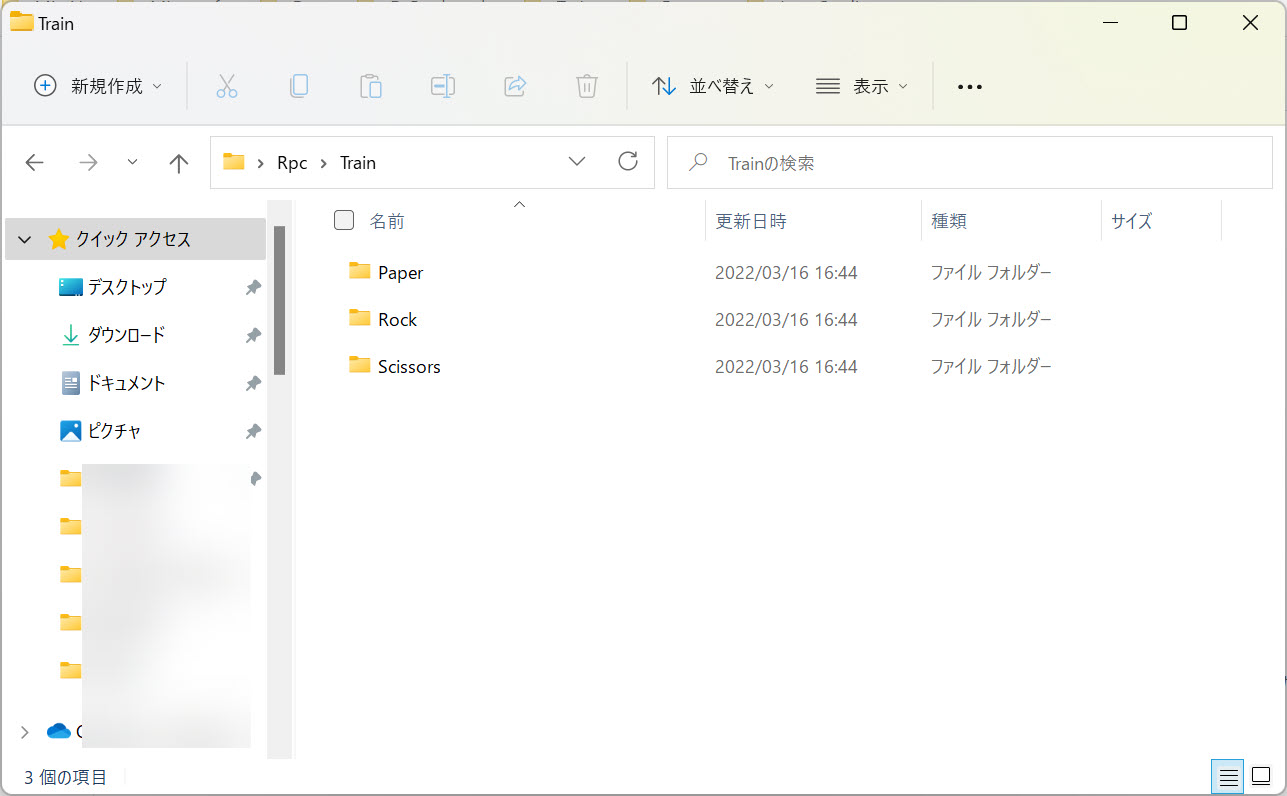 Train
新規作成 並べ替え 表示
Rpc Train Trainの検索
名前 更新日時 種類 サイズ
クイック アクセス
デスクトップ
ダウンロード
ドキュメント
ピクチャ
Paper 2022/03/16 16:44 ファイル フォルダー
Rock 2022/03/16 16:44 ファイル フォルダー
Scissors 2022/03/16 16:44 ファイル フォルダー
3 個の項目